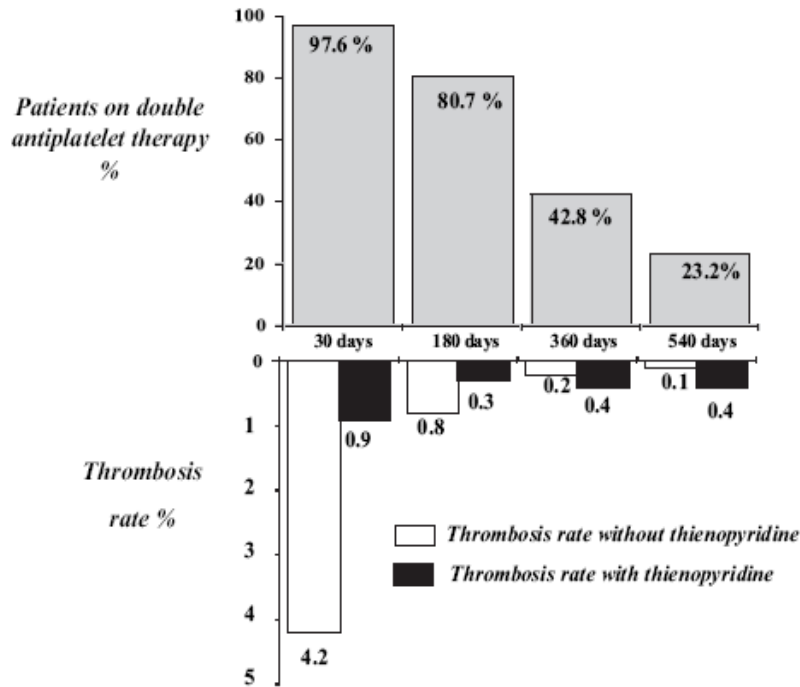 100
97.6 %
80
80.7 %
Patients on double
antiplatelet therapy
%
60
40
42.8 %
20
23.2%
0
30 days 180 days 360 days 540 days
0
0.2 0.1
0.3 0.4 0.4
0.9 0.8
1
Thrombosis
rate %
2
3
Thrombosis rate without thienopyridine
Thrombosis rate with thienopyridine
4
4.2
5